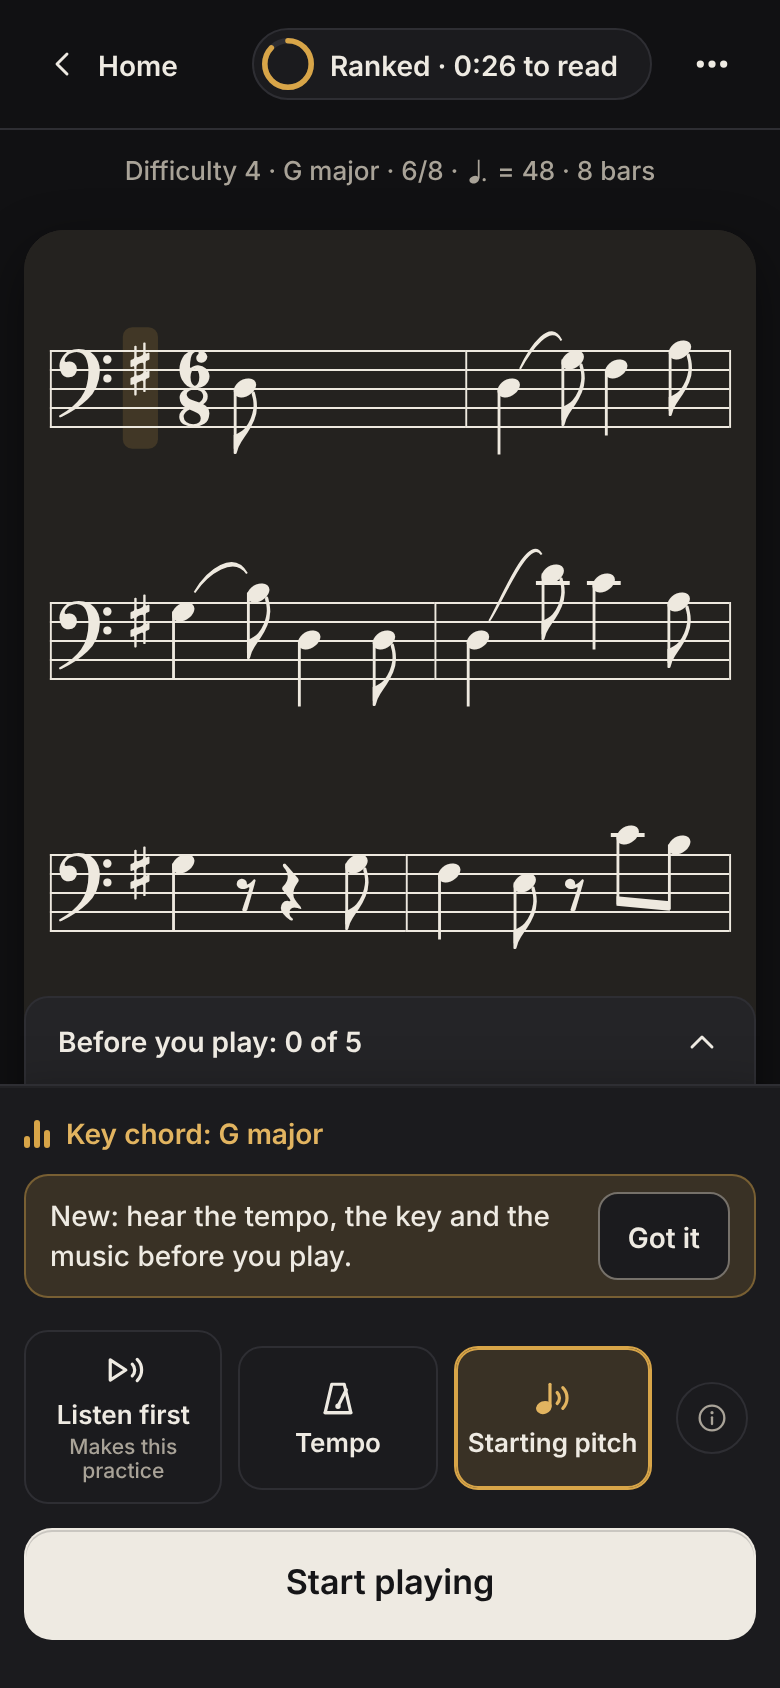 Home
Ranked · 0:26 to read
Difficulty 4 · G major · 6/8 · ♩. = 48 · 8 bars
6
8
Before you play: 0 of 5
Key chord: G major
New: hear the tempo, the key and the
music before you play.
Got it
Listen first
Makes this
practice
Tempo
Starting pitch
Start playing